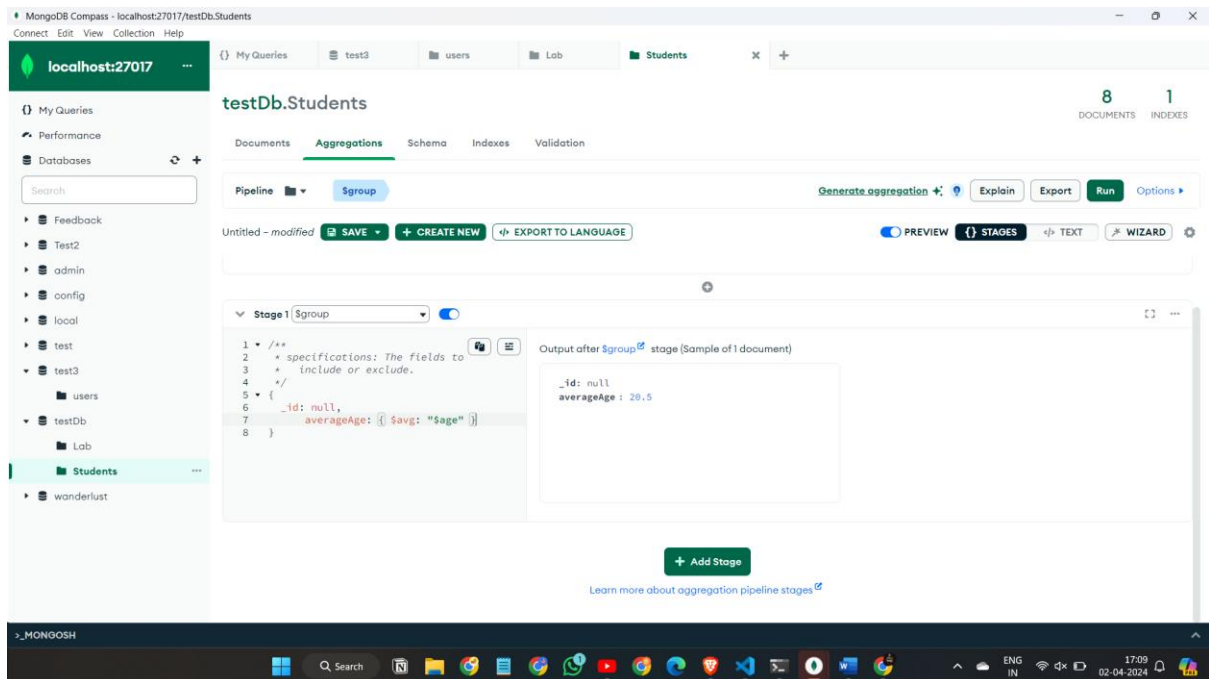 MongoDB Compass - localhost:27017/testDb.Students
Connect Edit View Collection Help
localhost:27017 ...
{} My Queries
test3
users
Lab
Students
{} My Queries
Performance
Databases
Search
Feedback
Test2
admin
config
local
test
test3
users
testDb
Lab
Students ...
wanderlust
testDb.Students
8
DOCUMENTS
1
INDEXES
Documents Aggregations Schema Indexes Validation
Pipeline $group
Generate aggregation Explain Export Run Options
Untitled – modified SAVE + CREATE NEW </> EXPORT TO LANGUAGE
PREVIEW {} STAGES </> TEXT WIZARD
Stage 1 $group
1 /**
2 * specifications: The fields to
3 * include or exclude.
4 */
5 {
6 _id: null,
7 averageAge: { $avg: "$age" }
8 }
Output after $group stage (Sample of 1 document)
_id: null
averageAge : 20.5
+ Add Stage
Learn more about aggregation pipeline stages
>_MONGOSH
Search
ENG
IN
17:09
02-04-2024